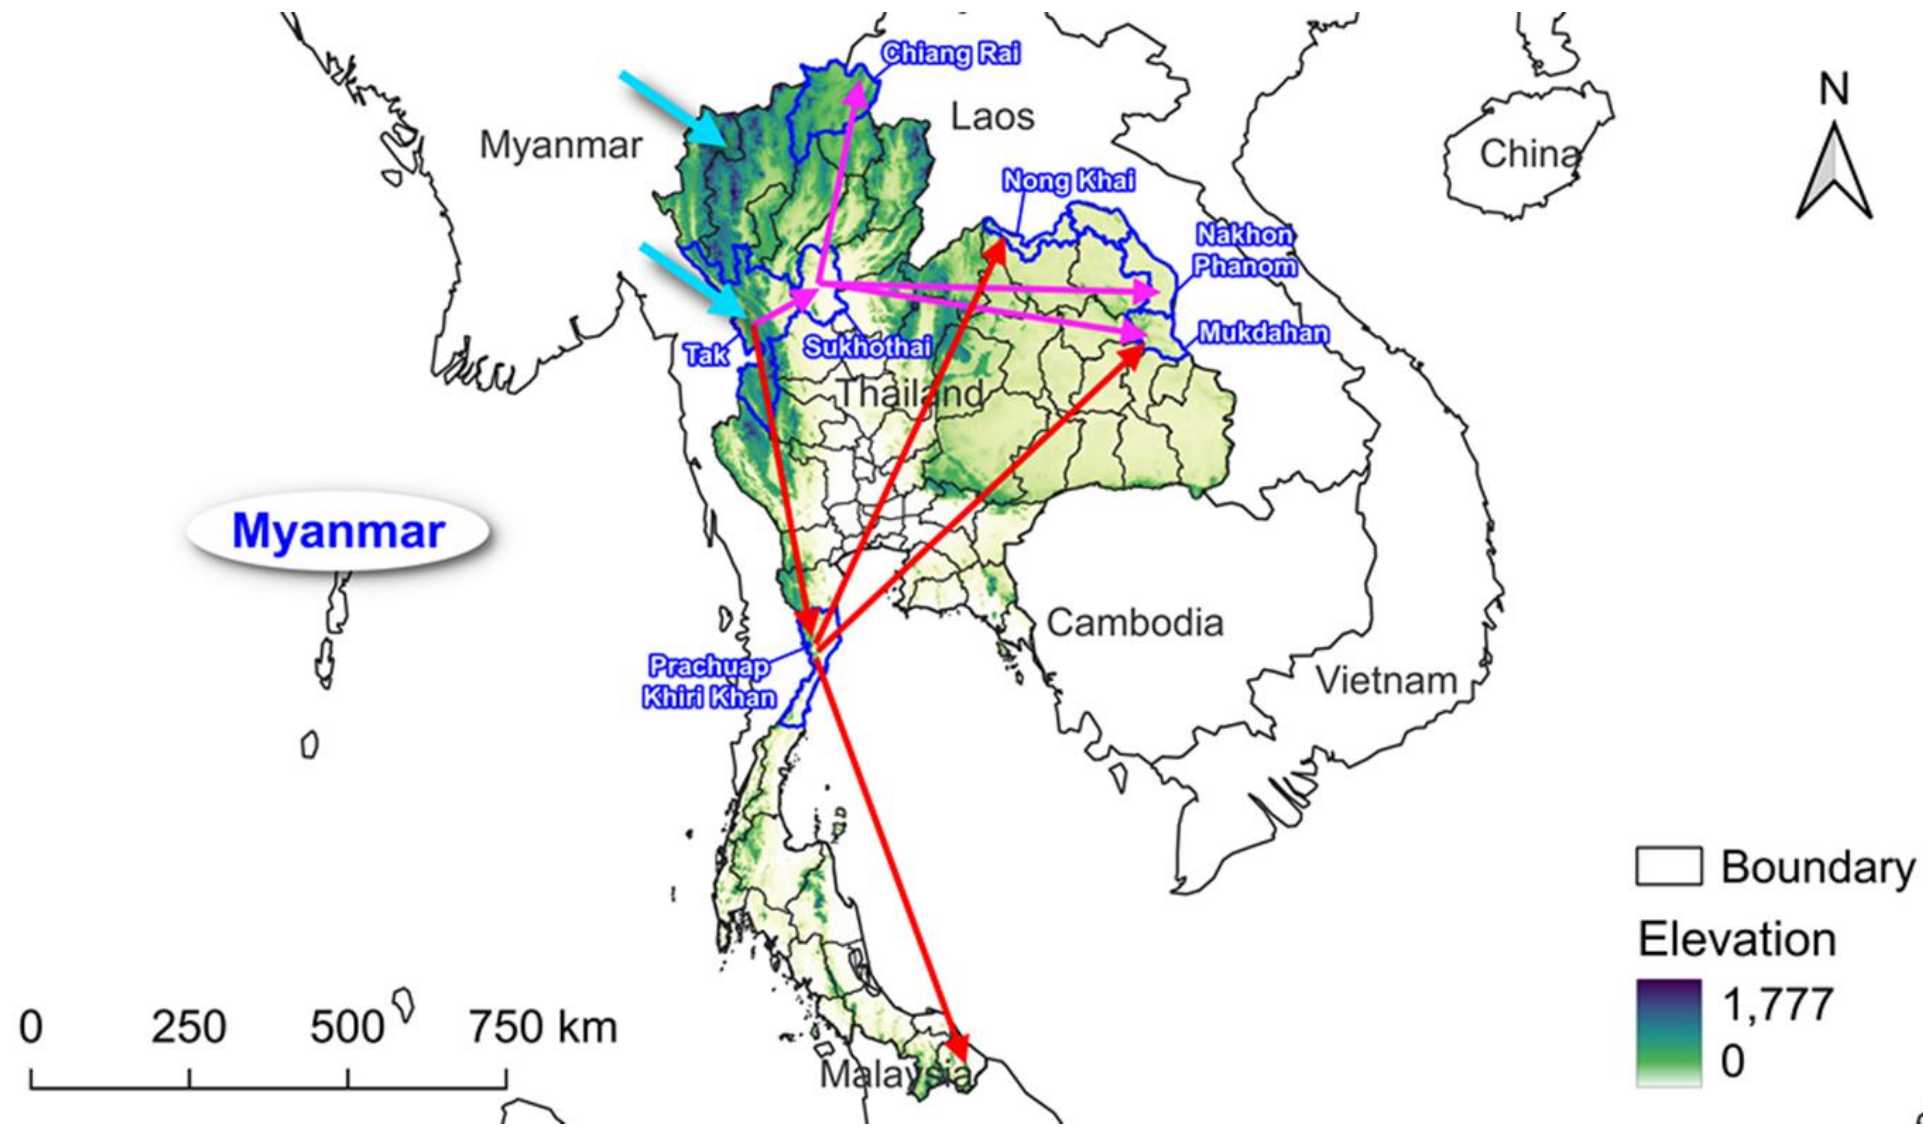 Chiang Rai
N
Laos
Myanmar
China
Nong Khai
Nakhon
Phanom
Mukdahan
Sukhothai
Tak
Thailand
Myanmar
Cambodia
Prachuap
Khiri Khan
Vietnam
Boundary
Elevation
1,777
0
0 250 500 750 km
Malaysia